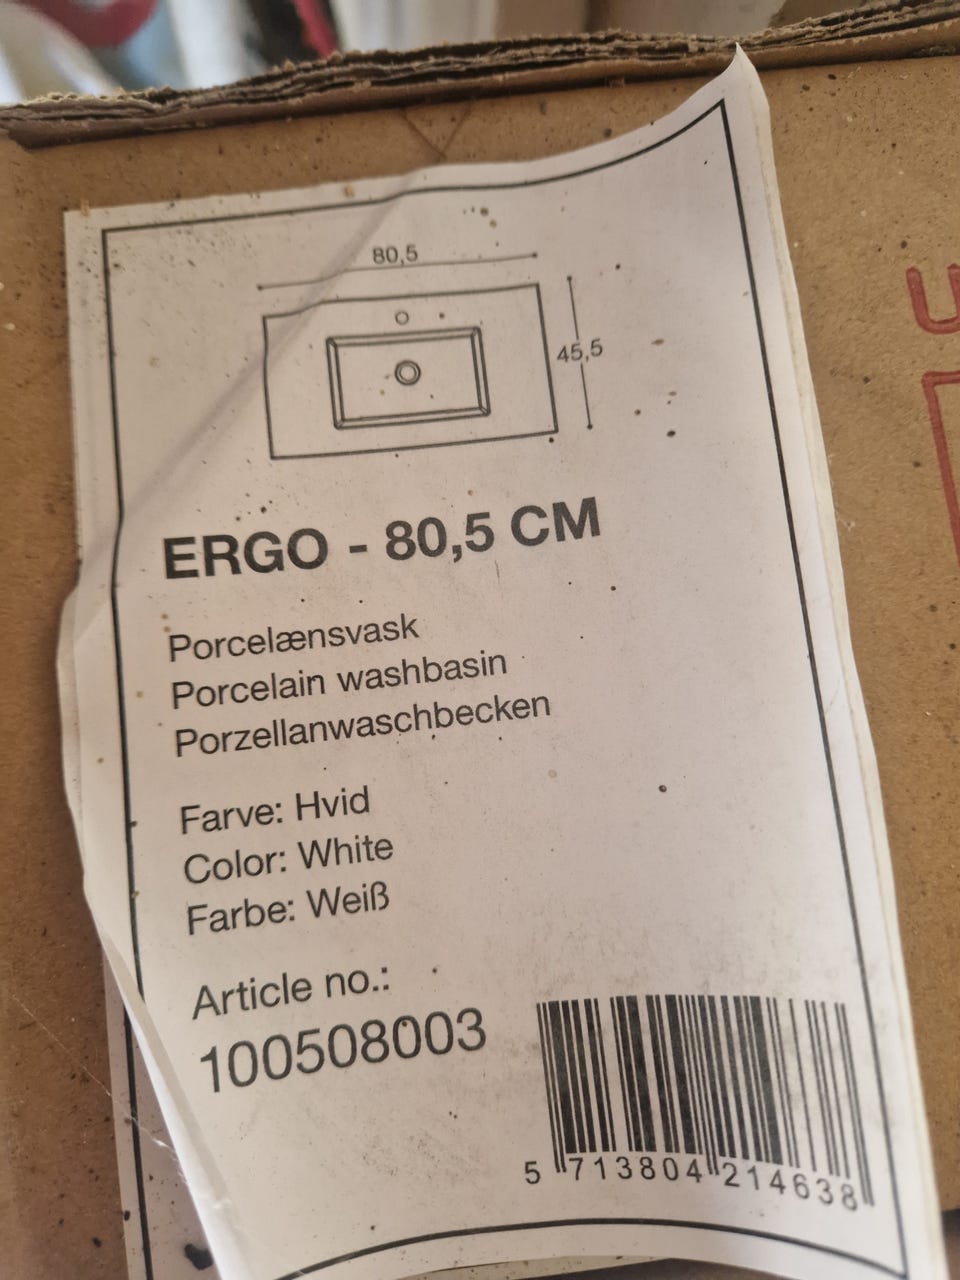 80,5
45,5
ERGO - 80,5 CM
Porcelænsvask
Porcelain washbasin
Porzellanwaschbecken
Farve: Hvid
Color: White
Farbe: Weiß
Article no.:
100508003
5 713804 214638